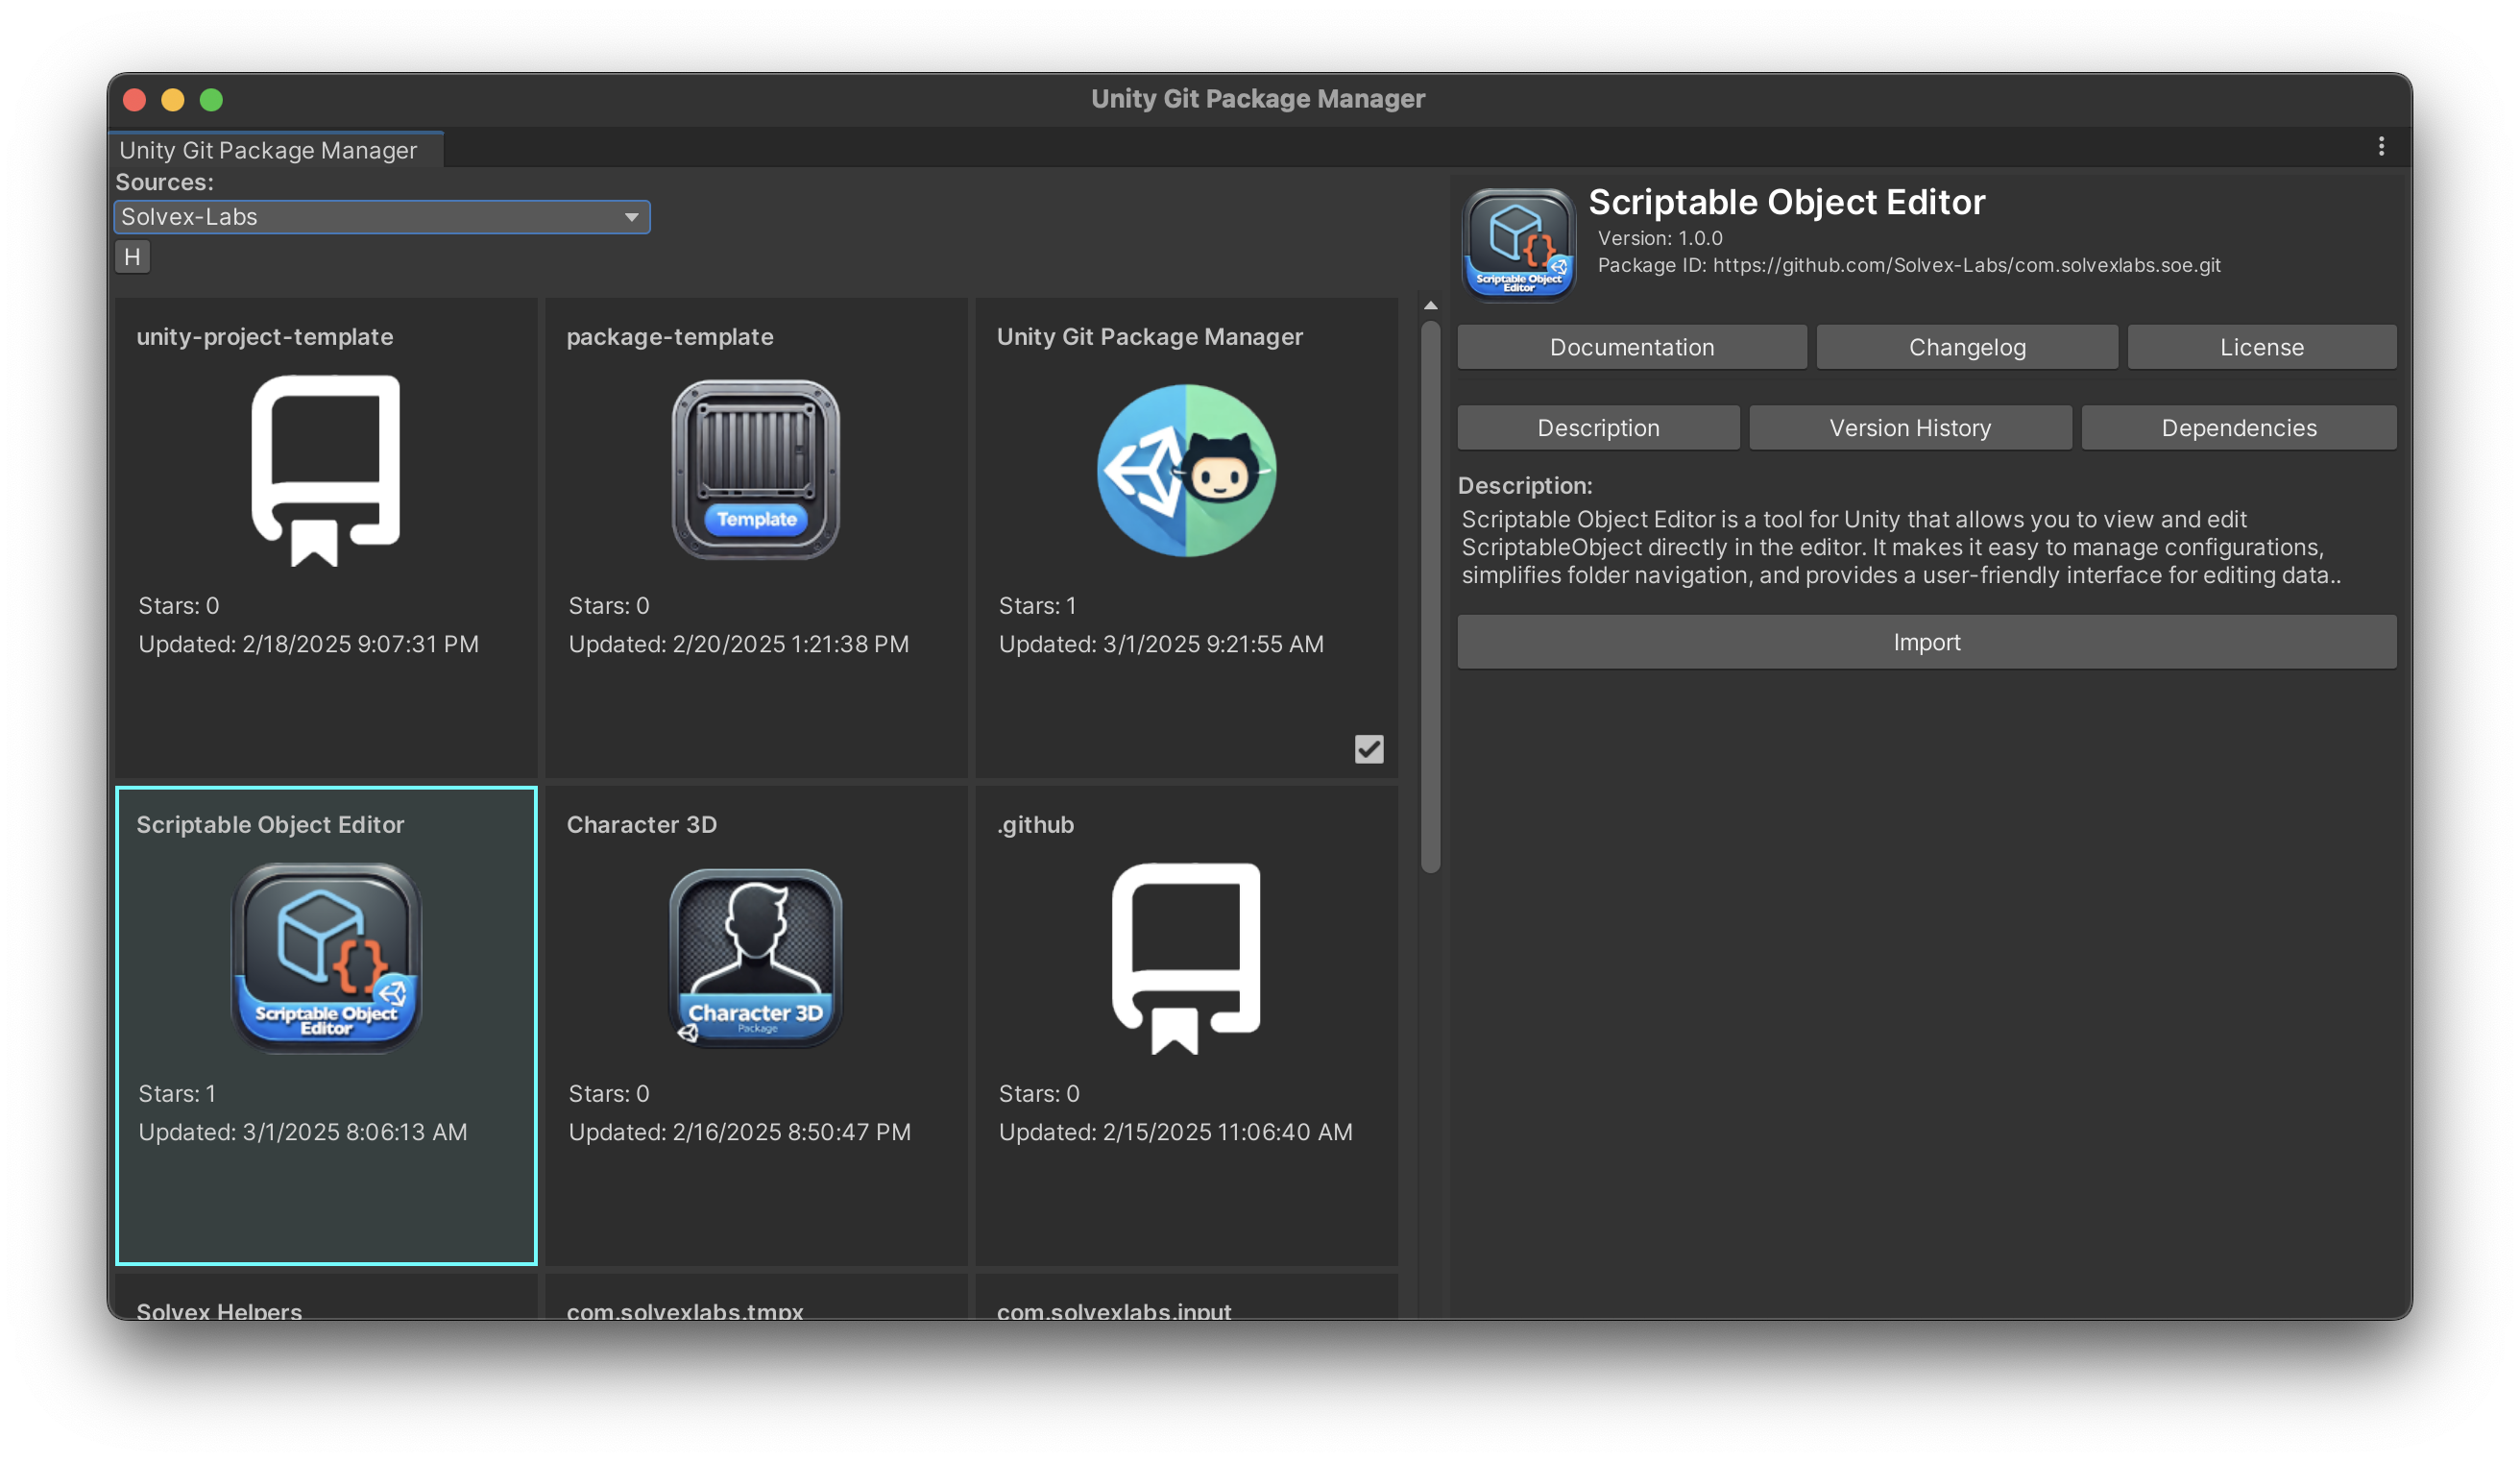 Unity Git Package Manager
Unity Git Package Manager
Sources:
Solvex-Labs
H
unity-project-template
Stars: 0
Updated: 2/18/2025 9:07:31 PM
package-template
Template
Stars: 0
Updated: 2/20/2025 1:21:38 PM
Unity Git Package Manager
Stars: 1
Updated: 3/1/2025 9:21:55 AM
Scriptable Object Editor
Scriptable Object
Editor
Stars: 1
Updated: 3/1/2025 8:06:13 AM
Character 3D
Character 3D
Package
Stars: 0
Updated: 2/16/2025 8:50:47 PM
.github
Stars: 0
Updated: 2/15/2025 11:06:40 AM
Solvex Helpers
com.solvexlabs.tmpx
com.solvexlabs.input
Scriptable Object
Editor
Scriptable Object Editor
Version: 1.0.0
Package ID: https://github.com/Solvex-Labs/com.solvexlabs.soe.git
Documentation
Changelog
License
Description
Version History
Dependencies
Description:
Scriptable Object Editor is a tool for Unity that allows you to view and edit
ScriptableObject directly in the editor. It makes it easy to manage configurations,
simplifies folder navigation, and provides a user-friendly interface for editing data..
Import